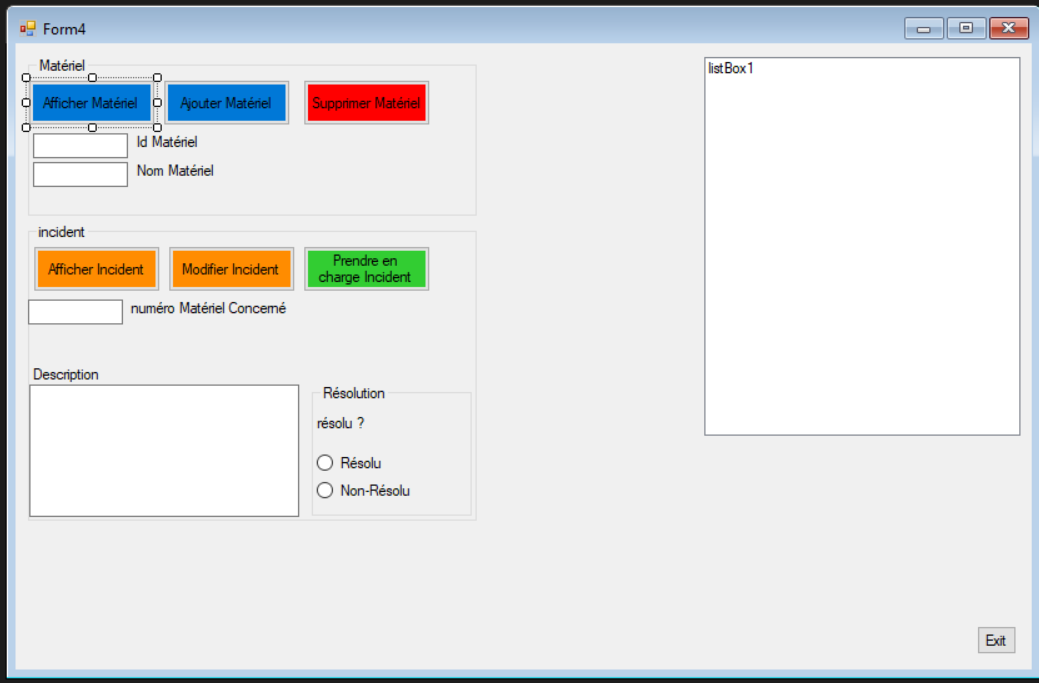 Form4
Matériel
Afficher Matériel
Ajouter Matériel
Supprimer Matériel
Id Matériel
Nom Matériel
incident
Afficher Incident
Modifier Incident
Prendre en
charge Incident
numéro Matériel Concerné
Description
Résolution
résolu ?
Résolu
Non-Résolu
listBox1
Exit